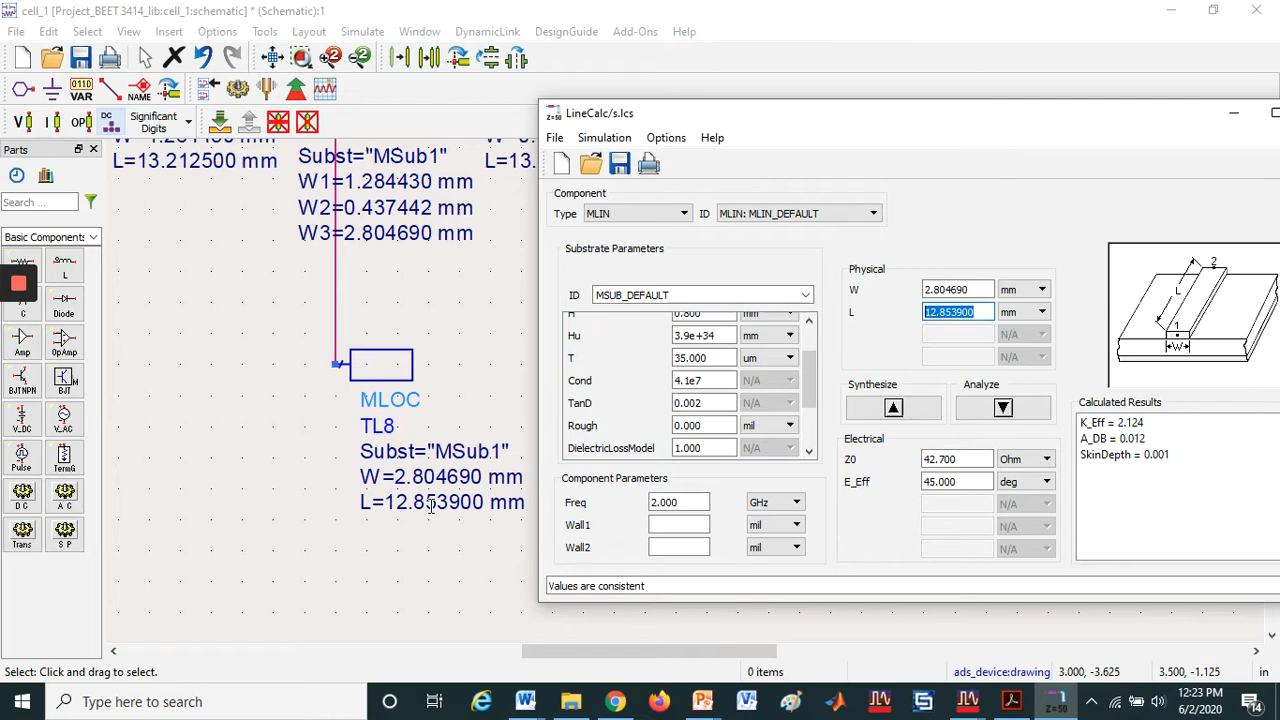 cell_1 [Project_BEET 3414_lib:cell_1:schematic] * (Schematic):1
File Edit Select View Insert Options Tools Layout Simulate Window DynamicLink DesignGuide Add-Ons Help
VAR NAME
V I OP DC Significant Digits
Parts
Search ...
Basic Components
L
C Diode
Amp OpAmp
BJTNPN BJT
V_DC V_AC
Pulse TermG
D C A C
Trans S P
L=13.212500 mm
Subst="MSub1"
W1=1.284430 mm
W2=0.437442 mm
W3=2.804690 mm
L=13.
MLOC
TL8
Subst="MSub1"
W=2.804690 mm
L=12.853900 mm
LineCalc/s.lcs
File Simulation Options Help
Component
Type MLIN ID MLIN: MLIN_DEFAULT
Substrate Parameters
ID MSUB_DEFAULT
H 0.800 mm
Hu 3.9e+34 mm
T 35.000 um
Cond 4.1e7 N/A
TanD 0.002 N/A
Rough 0.000 mil
DielectricLossModel 1.000 N/A
Component Parameters
Freq 2.000 GHz
Wall1 mil
Wall2 mil
Physical
W 2.804690 mm
L 12.853900 mm
N/A
N/A
Synthesize Analyze
Electrical
Z0 42.700 Ohm
E_Eff 45.000 deg
N/A
N/A
N/A
L W 1 2
Calculated Results
K_Eff = 2.124
A_DB = 0.012
SkinDepth = 0.001
Values are consistent
Select: Click and drag to select.
0 items ads_device:drawing 3.000, -3.625 3.500, -1.125 in
Type here to search
12:23 PM
6/2/2020
14